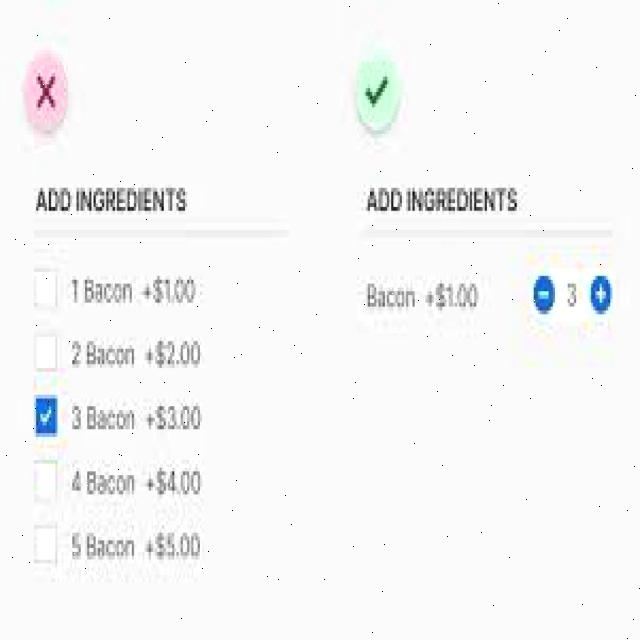 ADD INGREDIENTS
1 Bacon +$1.00
2 Bacon +$2.00
3 Bacon +$3.00
4 Bacon +$4.00
5 Bacon +$5.00
ADD INGREDIENTS
Bacon +$1.00 3